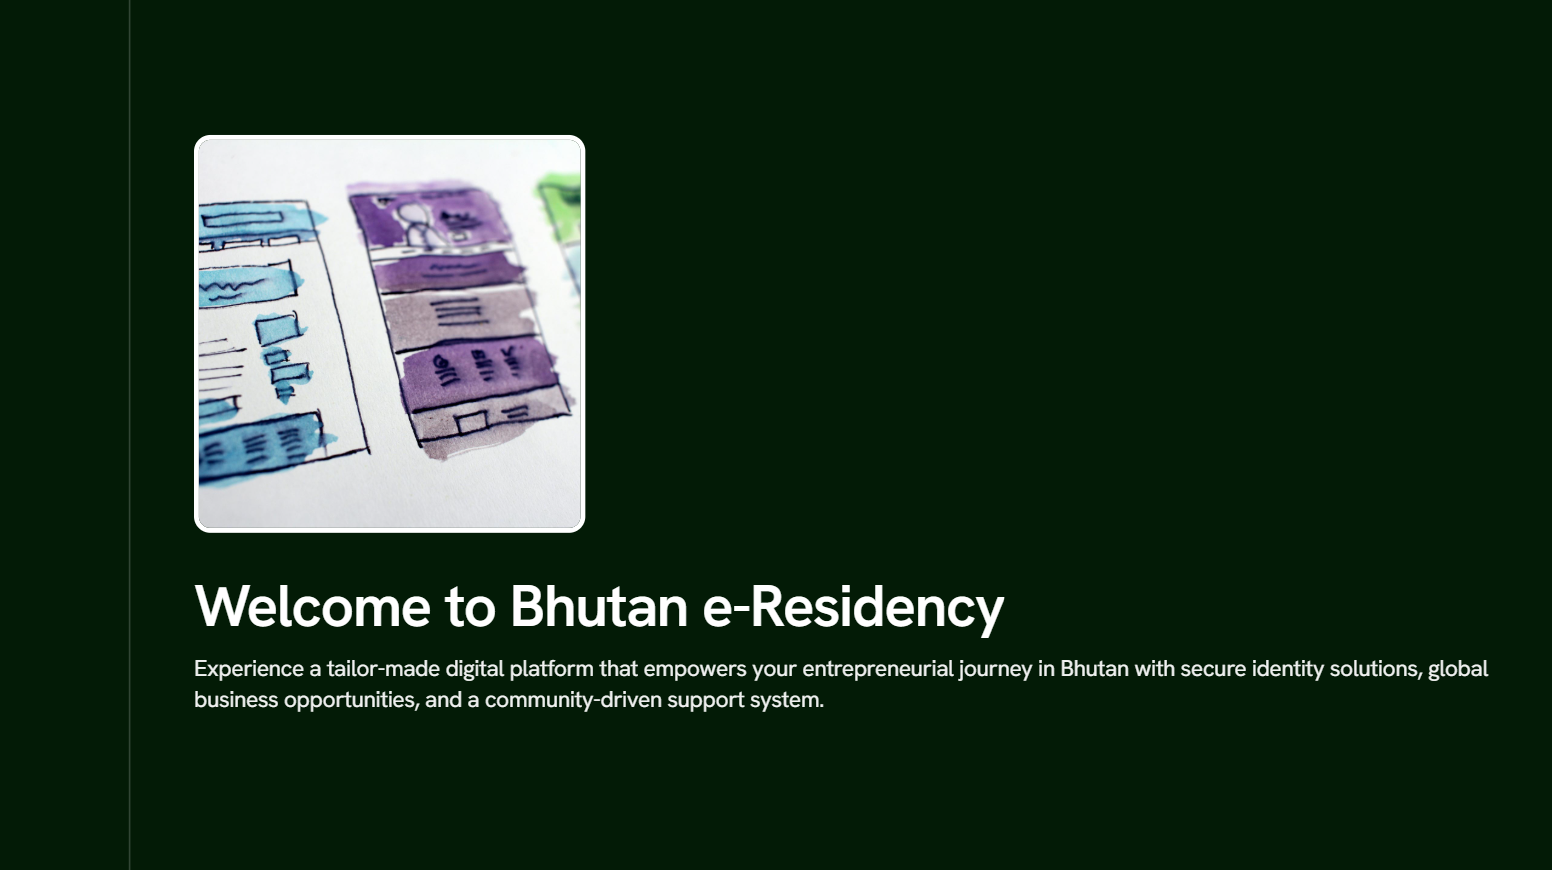 Welcome to Bhutan e-Residency
Experience a tailor-made digital platform that empowers your entrepreneurial journey in Bhutan with secure identity solutions, global
business opportunities, and a community-driven support system.